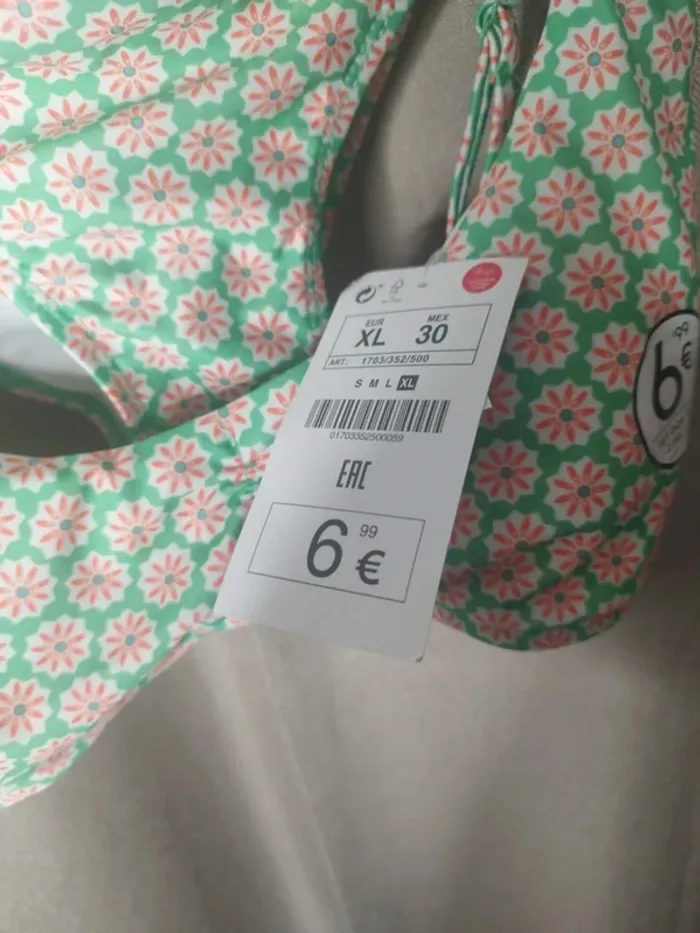 EUR MEX
XL 30
ART: 1703/352/500
S M L XL
01703352500059
EAC
6 99 €
6 ,99 €